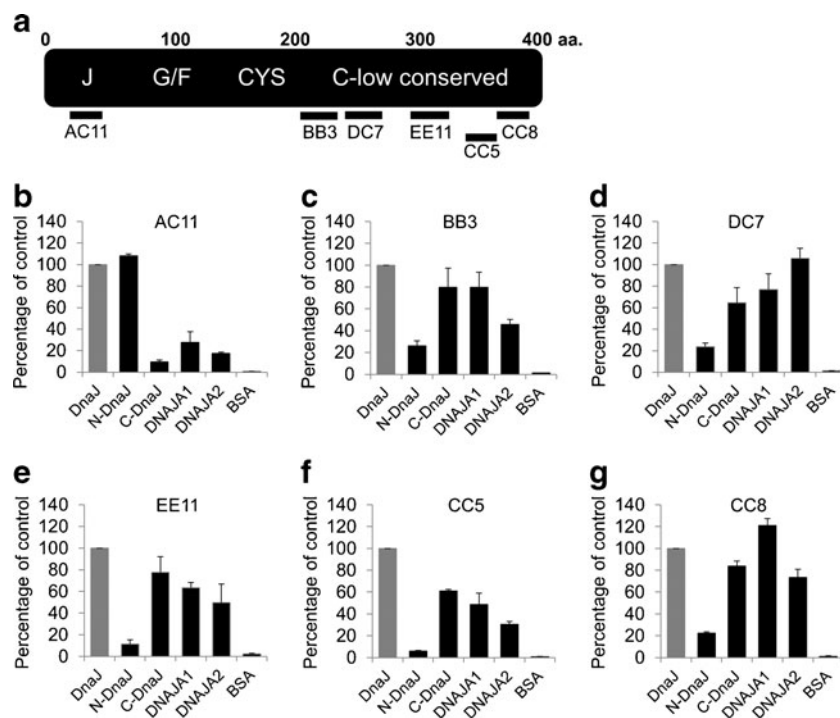 a
0 100 200 300 400 aa.
J G/F CYS C-low conserved
AC11 BB3 DC7 EE11 CC5 CC8
b
AC11
Percentage of control
140
120
100
80
60
40
20
0
DnaJ N-DnaJ C-DnaJ DNAJA1 DNAJA2 BSA
c
BB3
Percentage of control
140
120
100
80
60
40
20
0
DnaJ N-DnaJ C-DnaJ DNAJA1 DNAJA2 BSA
d
DC7
Percentage of control
140
120
100
80
60
40
20
0
DnaJ N-DnaJ C-DnaJ DNAJA1 DNAJA2 BSA
e
EE11
Percentage of control
140
120
100
80
60
40
20
0
DnaJ N-DnaJ C-DnaJ DNAJA1 DNAJA2 BSA
f
CC5
Percentage of control
140
120
100
80
60
40
20
0
DnaJ N-DnaJ C-DnaJ DNAJA1 DNAJA2 BSA
g
CC8
Percentage of control
140
120
100
80
60
40
20
0
DnaJ N-DnaJ C-DnaJ DNAJA1 DNAJA2 BSA